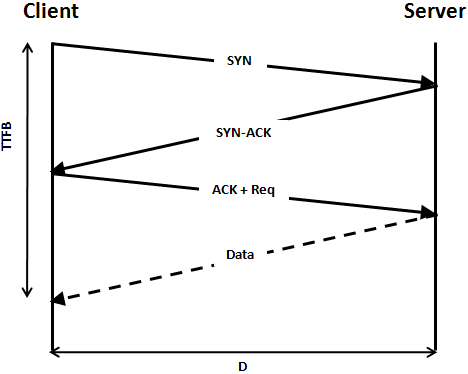 Client
Server
SYN
SYN-ACK
TTFB
ACK + Req
Data
D